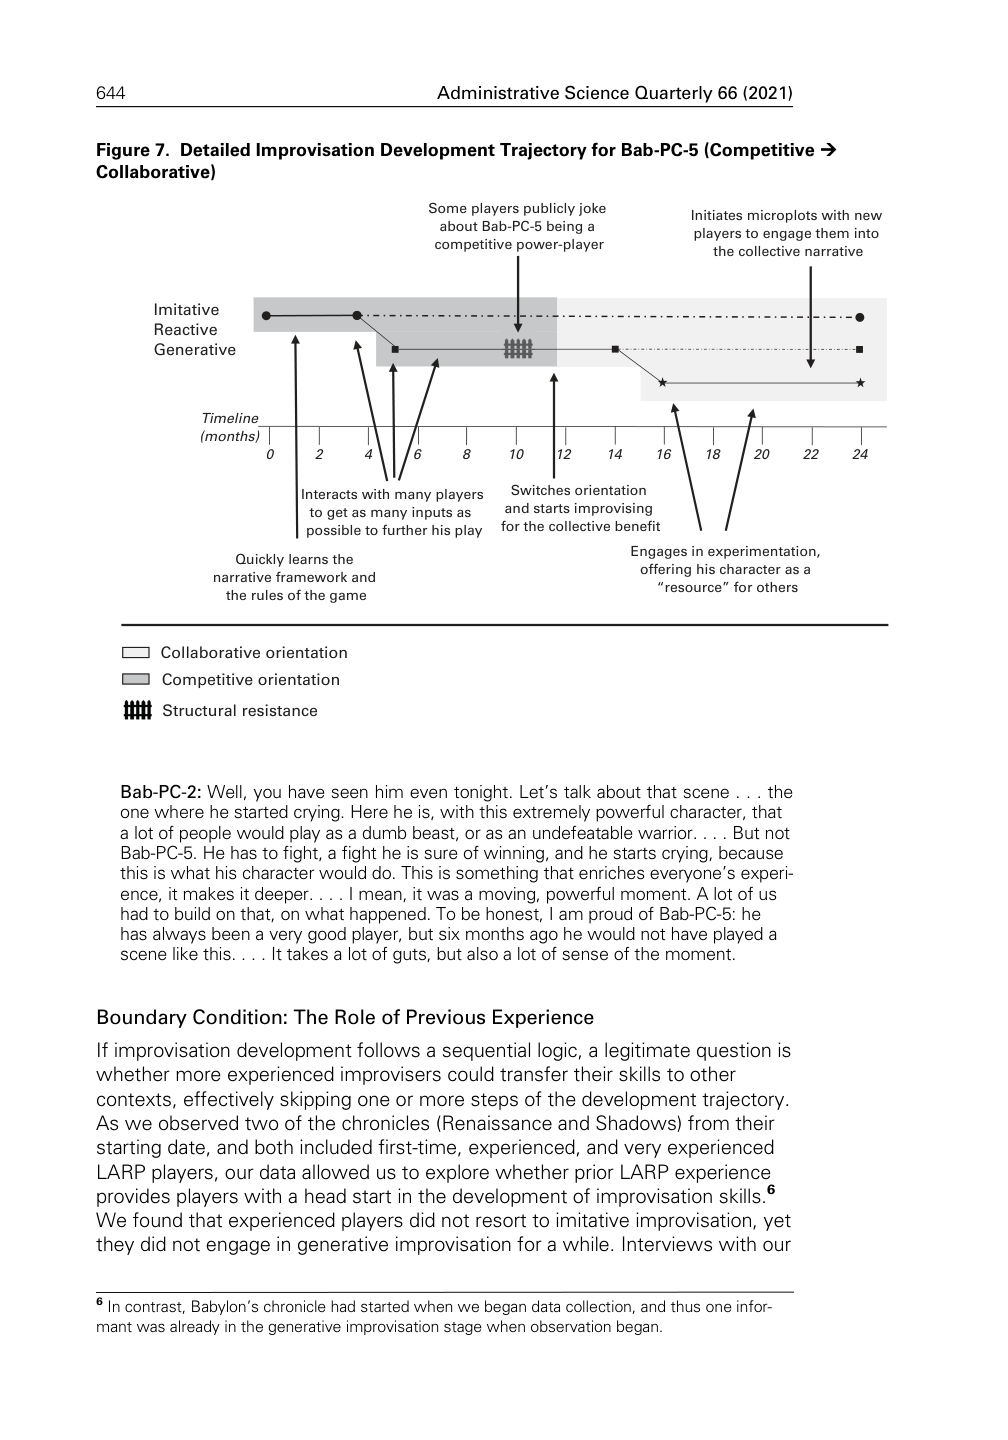 644
Administrative Science Quarterly 66 (2021)
Figure 7. Detailed Improvisation Development Trajectory for Bab-PC-5 (Competitive →
Collaborative)
Some players publicly joke
about Bab-PC-5 being a
competitive power-player
Initiates microplots with new
players to engage them into
the collective narrative
Imitative
Reactive
Generative
Timeline
(months)
0 2 4 6 8 10 12 14 16 18 20 22 24
Interacts with many players
to get as many inputs as
possible to further his play
Switches orientation
and starts improvising
for the collective benefit
Quickly learns the
narrative framework and
the rules of the game
Engages in experimentation,
offering his character as a
“resource” for others
Collaborative orientation
Competitive orientation
Structural resistance
Bab-PC-2: Well, you have seen him even tonight. Let’s talk about that scene . . . the
one where he started crying. Here he is, with this extremely powerful character, that
a lot of people would play as a dumb beast, or as an undefeatable warrior. . . . But not
Bab-PC-5. He has to fight, a fight he is sure of winning, and he starts crying, because
this is what his character would do. This is something that enriches everyone’s experi-
ence, it makes it deeper. . . . I mean, it was a moving, powerful moment. A lot of us
had to build on that, on what happened. To be honest, I am proud of Bab-PC-5: he
has always been a very good player, but six months ago he would not have played a
scene like this. . . . It takes a lot of guts, but also a lot of sense of the moment.
Boundary Condition: The Role of Previous Experience
If improvisation development follows a sequential logic, a legitimate question is
whether more experienced improvisers could transfer their skills to other
contexts, effectively skipping one or more steps of the development trajectory.
As we observed two of the chronicles (Renaissance and Shadows) from their
starting date, and both included first-time, experienced, and very experienced
LARP players, our data allowed us to explore whether prior LARP experience
provides players with a head start in the development of improvisation skills.6
We found that experienced players did not resort to imitative improvisation, yet
they did not engage in generative improvisation for a while. Interviews with our
6 In contrast, Babylon’s chronicle had started when we began data collection, and thus one infor-
mant was already in the generative improvisation stage when observation began.